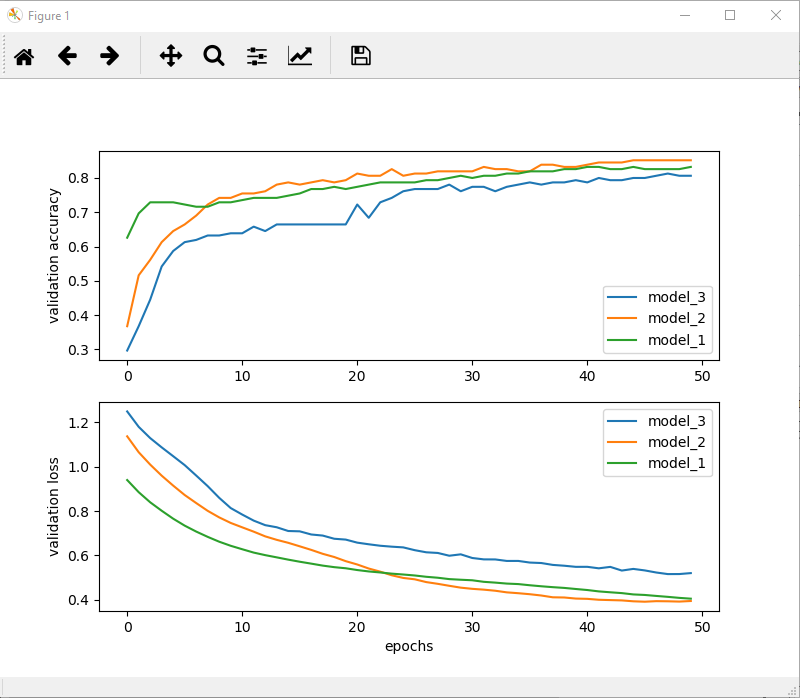 Figure 1
validation accuracy
0.8
0.7
0.6
0.5
0.4
0.3
model_3
model_2
model_1
0 10 20 30 40 50
validation loss
1.2
1.0
0.8
0.6
0.4
model_3
model_2
model_1
0 10 20 30 40 50
epochs